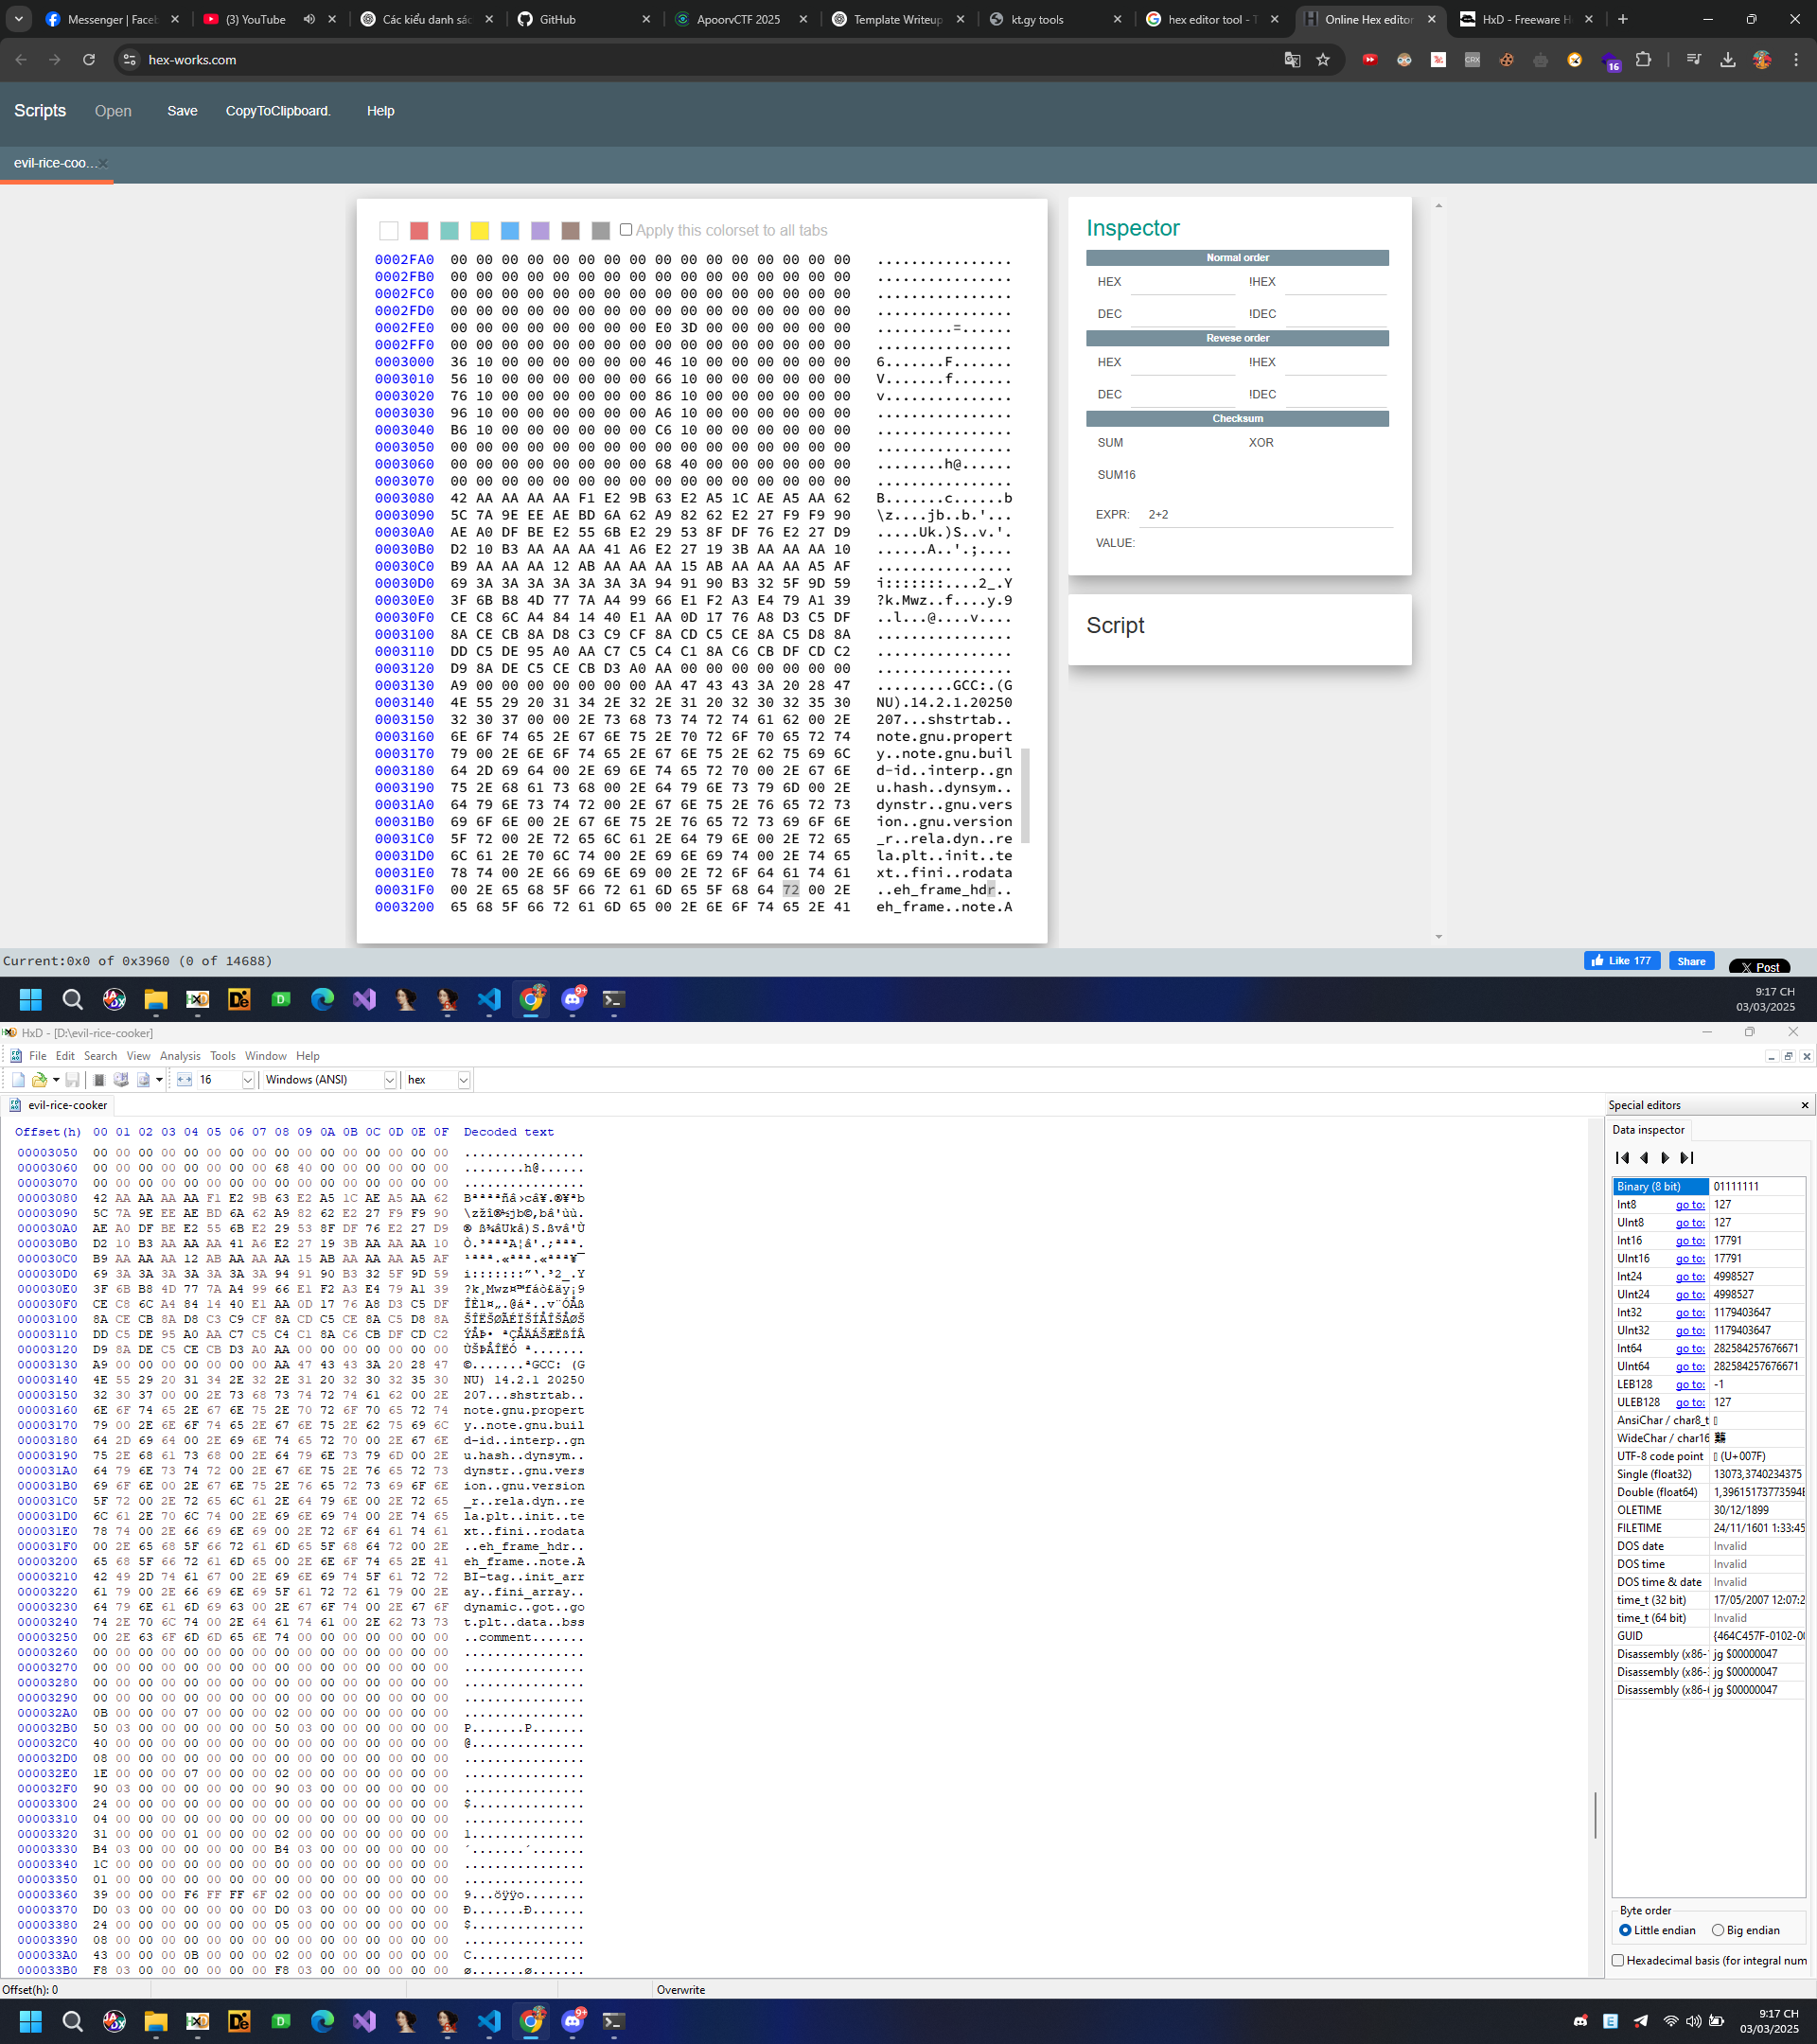 Messenger | Faceb
(3) YouTube
Các kiểu danh sác
GitHub
ApoorvCTF 2025
Template Writeup
kt.gy tools
hex editor tool - T
Online Hex editor
HxD - Freeware H
hex-works.com
16
Scripts Open Save CopyToClipboard. Help
evil-rice-coo...
Apply this colorset to all tabs
0002FA0 00 00 00 00 00 00 00 00 00 00 00 00 00 00 00 00 ................
0002FB0 00 00 00 00 00 00 00 00 00 00 00 00 00 00 00 00 ................
0002FC0 00 00 00 00 00 00 00 00 00 00 00 00 00 00 00 00 ................
0002FD0 00 00 00 00 00 00 00 00 00 00 00 00 00 00 00 00 ................
0002FE0 00 00 00 00 00 00 00 00 E0 3D 00 00 00 00 00 00 .........=......
0002FF0 00 00 00 00 00 00 00 00 00 00 00 00 00 00 00 00 ................
0003000 36 10 00 00 00 00 00 00 46 10 00 00 00 00 00 00 6.......F.......
0003010 56 10 00 00 00 00 00 00 66 10 00 00 00 00 00 00 V.......f.......
0003020 76 10 00 00 00 00 00 00 86 10 00 00 00 00 00 00 v...............
0003030 96 10 00 00 00 00 00 00 A6 10 00 00 00 00 00 00 ................
0003040 B6 10 00 00 00 00 00 00 C6 10 00 00 00 00 00 00 ................
0003050 00 00 00 00 00 00 00 00 00 00 00 00 00 00 00 00 ................
0003060 00 00 00 00 00 00 00 00 68 40 00 00 00 00 00 00 ........h@......
0003070 00 00 00 00 00 00 00 00 00 00 00 00 00 00 00 00 ................
0003080 42 AA AA AA AA F1 E2 9B 63 E2 A5 1C AE A5 AA 62 B.......c......b
0003090 5C 7A 9E EE AE BD 6A 62 A9 82 62 E2 27 F9 F9 90 \z....jb..b.'...
00030A0 AE A0 DF BE E2 55 6B E2 29 53 8F DF 76 E2 27 D9 .....Uk.)S..v.'.
00030B0 D2 10 B3 AA AA AA 41 A6 E2 27 19 3B AA AA AA 10 ......A..'.;....
00030C0 B9 AA AA AA 12 AB AA AA AA 15 AB AA AA AA A5 AF ................
00030D0 69 3A 3A 3A 3A 3A 3A 3A 94 91 90 B3 32 5F 9D 59 i:::::::....2_.Y
00030E0 3F 6B B8 4D 77 7A A4 99 66 E1 F2 A3 E4 79 A1 39 ?k.Mwz..f....y.9
00030F0 CE C8 6C A4 84 14 40 E1 AA 0D 17 76 A8 D3 C5 DF ..l...@....v....
0003100 8A CE CB 8A D8 C3 C9 CF 8A CD C5 CE 8A C5 D8 8A ................
0003110 DD C5 DE 95 A0 AA C7 C5 C4 C1 8A C6 CB DF CD C2 ................
0003120 D9 8A DE C5 CE CB D3 A0 AA 00 00 00 00 00 00 00 ................
0003130 A9 00 00 00 00 00 00 00 AA 47 43 43 3A 20 28 47 .........GCC:.(G
0003140 4E 55 29 20 31 34 2E 32 2E 31 20 32 30 32 35 30 NU).14.2.1.20250
0003150 32 30 37 00 00 2E 73 68 73 74 72 74 61 62 00 2E 207...shstrtab..
0003160 6E 6F 74 65 2E 67 6E 75 2E 70 72 6F 70 65 72 74 note.gnu.propert
0003170 79 00 2E 6E 6F 74 65 2E 67 6E 75 2E 62 75 69 6C y..note.gnu.buil
0003180 64 2D 69 64 00 2E 69 6E 74 65 72 70 00 2E 67 6E d-id..interp..gn
0003190 75 2E 68 61 73 68 00 2E 64 79 6E 73 79 6D 00 2E u.hash..dynsym..
00031A0 64 79 6E 73 74 72 00 2E 67 6E 75 2E 76 65 72 73 dynstr..gnu.vers
00031B0 69 6F 6E 00 2E 67 6E 75 2E 76 65 72 73 69 6F 6E ion..gnu.version
00031C0 5F 72 00 2E 72 65 6C 61 2E 64 79 6E 00 2E 72 65 _r..rela.dyn..re
00031D0 6C 61 2E 70 6C 74 00 2E 69 6E 69 74 00 2E 74 65 la.plt..init..te
00031E0 78 74 00 2E 66 69 6E 69 00 2E 72 6F 64 61 74 61 xt..fini..rodata
00031F0 00 2E 65 68 5F 66 72 61 6D 65 5F 68 64 72 00 2E ..eh_frame_hdr..
0003200 65 68 5F 66 72 61 6D 65 00 2E 6E 6F 74 65 2E 41 eh_frame..note.A
Inspector
Normal order
HEX !HEX
DEC !DEC
Revese order
HEX !HEX
DEC !DEC
Checksum
SUM XOR
SUM16
EXPR: 2+2
VALUE:
Script
Current:0x0 of 0x3960 (0 of 14688)
Like 177 Share Post
9+
9:17 CH
03/03/2025
HxD - [D:\evil-rice-cooker]
File Edit Search View Analysis Tools Window Help
16 Windows (ANSI) hex
evil-rice-cooker
Offset(h) 00 01 02 03 04 05 06 07 08 09 0A 0B 0C 0D 0E 0F Decoded text
00003050 00 00 00 00 00 00 00 00 00 00 00 00 00 00 00 00 ................
00003060 00 00 00 00 00 00 00 00 68 40 00 00 00 00 00 00 ........h@......
00003070 00 00 00 00 00 00 00 00 00 00 00 00 00 00 00 00 ................
00003080 42 AA AA AA AA F1 E2 9B 63 E2 A5 1C AE A5 AA 62 Bªªªªñâ›câ¥.®¥ªb
00003090 5C 7A 9E EE AE BD 6A 62 A9 82 62 E2 27 F9 F9 90 \zžî®½jb©‚bâ'ùù.
000030A0 AE A0 DF BE E2 55 6B E2 29 53 8F DF 76 E2 27 D9 ® ß¾âUkâ)S.ßvâ'Ù
000030B0 D2 10 B3 AA AA AA 41 A6 E2 27 19 3B AA AA AA 10 Ò.³ªªªA¦â'.;ªªª.
000030C0 B9 AA AA AA 12 AB AA AA AA 15 AB AA AA AA A5 AF ¹ªªª.«ªªª.«ªªª¥¯
000030D0 69 3A 3A 3A 3A 3A 3A 3A 94 91 90 B3 32 5F 9D 59 i:::::::”‘.³2_.Y
000030E0 3F 6B B8 4D 77 7A A4 99 66 E1 F2 A3 E4 79 A1 39 ?k¸Mwz¤™fáò£äy¡9
000030F0 CE C8 6C A4 84 14 40 E1 AA 0D 17 76 A8 D3 C5 DF ÎÈl¤„.@áª..v¨ÓÅß
00003100 8A CE CB 8A D8 C3 C9 CF 8A CD C5 CE 8A C5 D8 8A ŠÎËŠØÃÉÏŠÍÅÎŠÅØŠ
00003110 DD C5 DE 95 A0 AA C7 C5 C4 C1 8A C6 CB DF CD C2 ÝÅÞ• ªÇÅÄÁŠÆËßÍÂ
00003120 D9 8A DE C5 CE CB D3 A0 AA 00 00 00 00 00 00 00 ÙŠÞÅÎËÓ ª.......
00003130 A9 00 00 00 00 00 00 00 AA 47 43 43 3A 20 28 47 ©.......ªGCC: (G
00003140 4E 55 29 20 31 34 2E 32 2E 31 20 32 30 32 35 30 NU) 14.2.1 20250
00003150 32 30 37 00 00 2E 73 68 73 74 72 74 61 62 00 2E 207...shstrtab..
00003160 6E 6F 74 65 2E 67 6E 75 2E 70 72 6F 70 65 72 74 note.gnu.propert
00003170 79 00 2E 6E 6F 74 65 2E 67 6E 75 2E 62 75 69 6C y..note.gnu.buil
00003180 64 2D 69 64 00 2E 69 6E 74 65 72 70 00 2E 67 6E d-id..interp..gn
00003190 75 2E 68 61 73 68 00 2E 64 79 6E 73 79 6D 00 2E u.hash..dynsym..
000031A0 64 79 6E 73 74 72 00 2E 67 6E 75 2E 76 65 72 73 dynstr..gnu.vers
000031B0 69 6F 6E 00 2E 67 6E 75 2E 76 65 72 73 69 6F 6E ion..gnu.version
000031C0 5F 72 00 2E 72 65 6C 61 2E 64 79 6E 00 2E 72 65 _r..rela.dyn..re
000031D0 6C 61 2E 70 6C 74 00 2E 69 6E 69 74 00 2E 74 65 la.plt..init..te
000031E0 78 74 00 2E 66 69 6E 69 00 2E 72 6F 64 61 74 61 xt..fini..rodata
000031F0 00 2E 65 68 5F 66 72 61 6D 65 5F 68 64 72 00 2E ..eh_frame_hdr..
00003200 65 68 5F 66 72 61 6D 65 00 2E 6E 6F 74 65 2E 41 eh_frame..note.A
00003210 42 49 2D 74 61 67 00 2E 69 6E 69 74 5F 61 72 72 BI-tag..init_arr
00003220 61 79 00 2E 66 69 6E 69 5F 61 72 72 61 79 00 2E ay..fini_array..
00003230 64 79 6E 61 6D 69 63 00 2E 67 6F 74 00 2E 67 6F dynamic..got..go
00003240 74 2E 70 6C 74 00 2E 64 61 74 61 00 2E 62 73 73 t.plt..data..bss
00003250 00 2E 63 6F 6D 6D 65 6E 74 00 00 00 00 00 00 00 ..comment.......
00003260 00 00 00 00 00 00 00 00 00 00 00 00 00 00 00 00 ................
00003270 00 00 00 00 00 00 00 00 00 00 00 00 00 00 00 00 ................
00003280 00 00 00 00 00 00 00 00 00 00 00 00 00 00 00 00 ................
00003290 00 00 00 00 00 00 00 00 00 00 00 00 00 00 00 00 ................
000032A0 0B 00 00 00 07 00 00 00 02 00 00 00 00 00 00 00 ................
000032B0 50 03 00 00 00 00 00 00 50 03 00 00 00 00 00 00 P.......P.......
000032C0 40 00 00 00 00 00 00 00 00 00 00 00 00 00 00 00 @...............
000032D0 08 00 00 00 00 00 00 00 00 00 00 00 00 00 00 00 ................
000032E0 1E 00 00 00 07 00 00 00 02 00 00 00 00 00 00 00 ................
000032F0 90 03 00 00 00 00 00 00 90 03 00 00 00 00 00 00 ................
00003300 24 00 00 00 00 00 00 00 00 00 00 00 00 00 00 00 $...............
00003310 04 00 00 00 00 00 00 00 00 00 00 00 00 00 00 00 ................
00003320 31 00 00 00 01 00 00 00 02 00 00 00 00 00 00 00 1...............
00003330 B4 03 00 00 00 00 00 00 B4 03 00 00 00 00 00 00 ´.......´.......
00003340 1C 00 00 00 00 00 00 00 00 00 00 00 00 00 00 00 ................
00003350 01 00 00 00 00 00 00 00 00 00 00 00 00 00 00 00 ................
00003360 39 00 00 00 F6 FF FF 6F 02 00 00 00 00 00 00 00 9...öÿÿo........
00003370 D0 03 00 00 00 00 00 00 D0 03 00 00 00 00 00 00 Ð.......Ð.......
00003380 24 00 00 00 00 00 00 00 05 00 00 00 00 00 00 00 $...............
00003390 08 00 00 00 00 00 00 00 00 00 00 00 00 00 00 00 ................
000033A0 43 00 00 00 0B 00 00 00 02 00 00 00 00 00 00 00 C...............
000033B0 F8 03 00 00 00 00 00 00 F8 03 00 00 00 00 00 00 ø.......ø.......
Special editors
Data inspector
Binary (8 bit) 01111111
Int8 go to: 127
UInt8 go to: 127
Int16 go to: 17791
UInt16 go to: 17791
Int24 go to: 4998527
UInt24 go to: 4998527
Int32 go to: 1179403647
UInt32 go to: 1179403647
Int64 go to: 282584257676671
UInt64 go to: 282584257676671
LEB128 go to: -1
ULEB128 go to: 127
AnsiChar / char8_t
WideChar / char16
UTF-8 code point (U+007F)
Single (float32) 13073,3740234375
Double (float64) 1,39615173773594E
OLETIME 30/12/1899
FILETIME 24/11/1601 1:33:45
DOS date Invalid
DOS time Invalid
DOS time & date Invalid
time_t (32 bit) 17/05/2007 12:07:2
time_t (64 bit) Invalid
GUID {464C457F-0102-00
Disassembly (x86- jg $00000047
Disassembly (x86- jg $00000047
Disassembly (x86- jg $00000047
Byte order
Little endian Big endian
Hexadecimal basis (for integral num
Offset(h): 0 Overwrite
9+
9:17 CH
03/03/2025